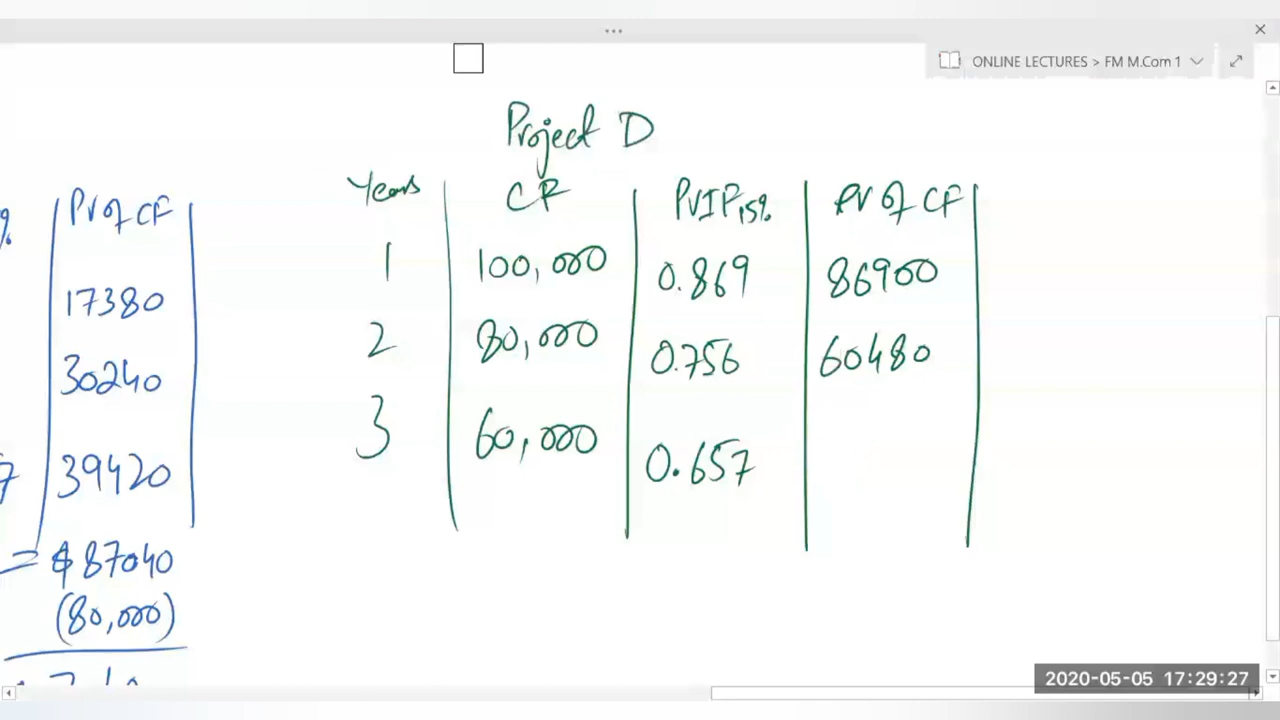 ONLINE LECTURES > FM M.Com 1
Project D
% PV of CF
17380
30240
39420
= $87040
(80,000)
Years CF PVIF,15% PV of CF
1 100,000 0.869 86900
2 80,000 0.756 60480
3 60,000 0.657
2020-05-05 17:29:27